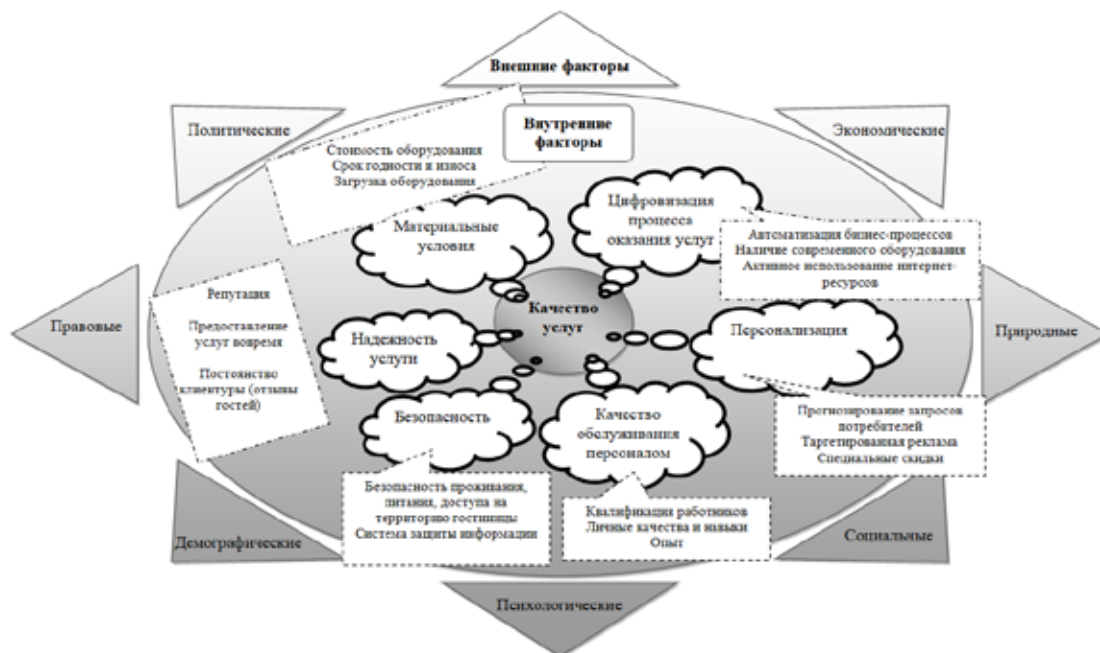 Внешние факторы
Политические
Экономические
Внутренние
факторы
Стоимость оборудования
Срок годности и износа
Загрузка оборудования
Цифровизация
процесса
оказания услуг
Материальные
условия
Автоматизация бизнес-процессов
Наличие современного оборудования
Активное использование интернет-
ресурсов
Репутация
Предоставление
услуг вовремя
Постоянство
клиентуры (отзывы
гостей)
Правовые
Качество
услуг
Природные
Надежность
услуги
Персонализация
Безопасность
Качество
обслуживания
персоналом
Прогнозирование запросов
потребителей
Таргетированная реклама
Специальные скидки
Безопасность проживания,
питания, доступа на
территорию гостиницы
Система защиты информации
Квалификация работников
Личные качества и навыки
Опыт
Демографические
Социальные
Психологические